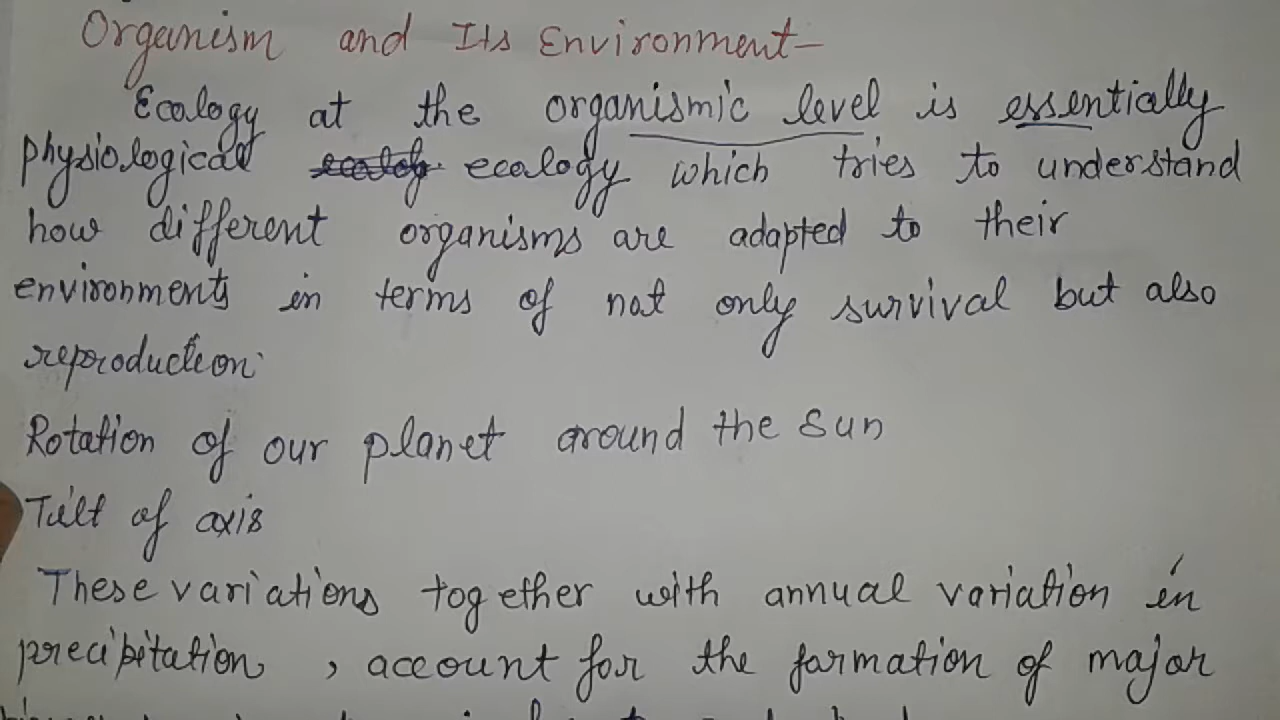 Organism and Its Environment-
Ecology at the organismic level is essentially
physiological ecology which tries to understand
how different organisms are adapted to their
environments in terms of not only survival but also
reproduction.
Rotation of our planet around the Sun
Tilt of axis
These variations together with annual variation in
precipitation, account for the formation of major